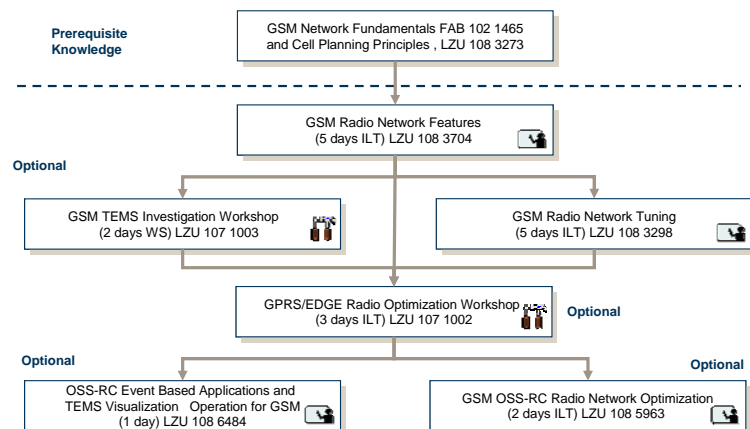 Prerequisite
Knowledge
GSM Network Fundamentals FAB 102 1465
and Cell Planning Principles , LZU 108 3273
GSM Radio Network Features
(5 days ILT) LZU 108 3704
Optional
GSM TEMS Investigation Workshop
(2 days WS) LZU 107 1003
GSM Radio Network Tuning
(5 days ILT) LZU 108 3298
GPRS/EDGE Radio Optimization Workshop
(3 days ILT) LZU 107 1002
Optional
Optional
OSS-RC Event Based Applications and
TEMS Visualization Operation for GSM
(1 day) LZU 108 6484
Optional
GSM OSS-RC Radio Network Optimization
(2 days ILT) LZU 108 5963